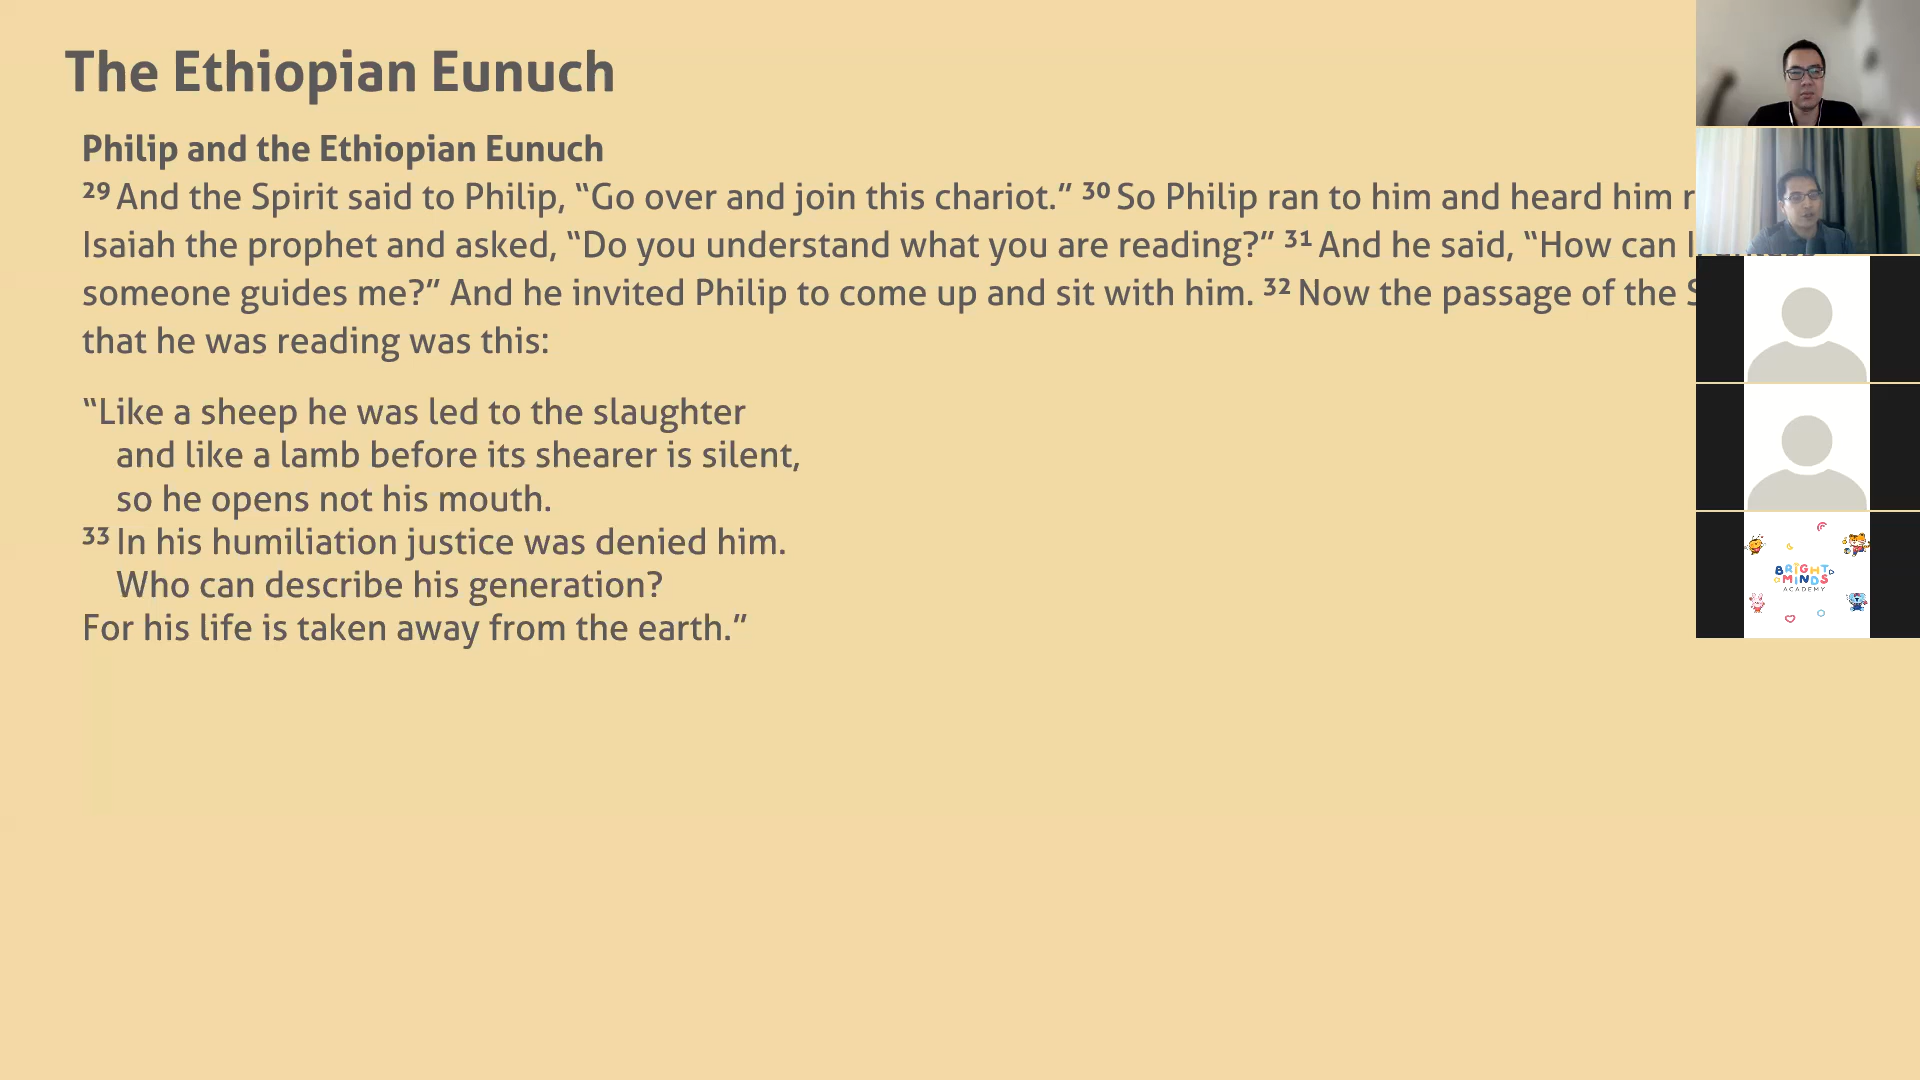 The Ethiopian Eunuch
Philip and the Ethiopian Eunuch
29 And the Spirit said to Philip, “Go over and join this chariot.” 30 So Philip ran to him and heard him
Isaiah the prophet and asked, “Do you understand what you are reading?” 31 And he said, “How can I
someone guides me?” And he invited Philip to come up and sit with him. 32 Now the passage of the
that he was reading was this:
“Like a sheep he was led to the slaughter
and like a lamb before its shearer is silent,
so he opens not his mouth.
33 In his humiliation justice was denied him.
Who can describe his generation?
For his life is taken away from the earth.”
BRIGHT
MINDS
ACADEMY